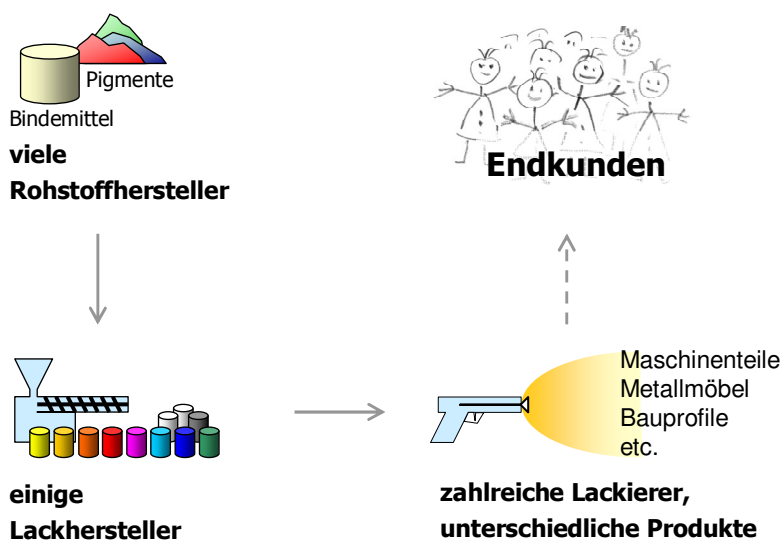 Pigmente
Bindemittel
viele
Rohstoffhersteller
Endkunden
einige
Lackhersteller
Maschinenteile
Metallmöbel
Bauprofile
etc.
zahlreiche Lackierer,
unterschiedliche Produkte